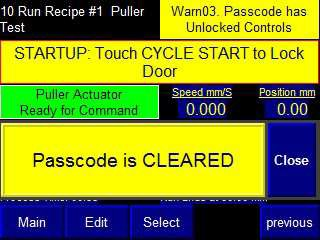 10 Run Recipe #1 Puller
Test
Warn03. Passcode has
Unlocked Controls
STARTUP: Touch CYCLE START to Lock
Door
Puller Actuator
Ready for Command
Speed mm/S
0.000
Position mm
0.00
Passcode is CLEARED
Close
Main
Edit
Select
previous